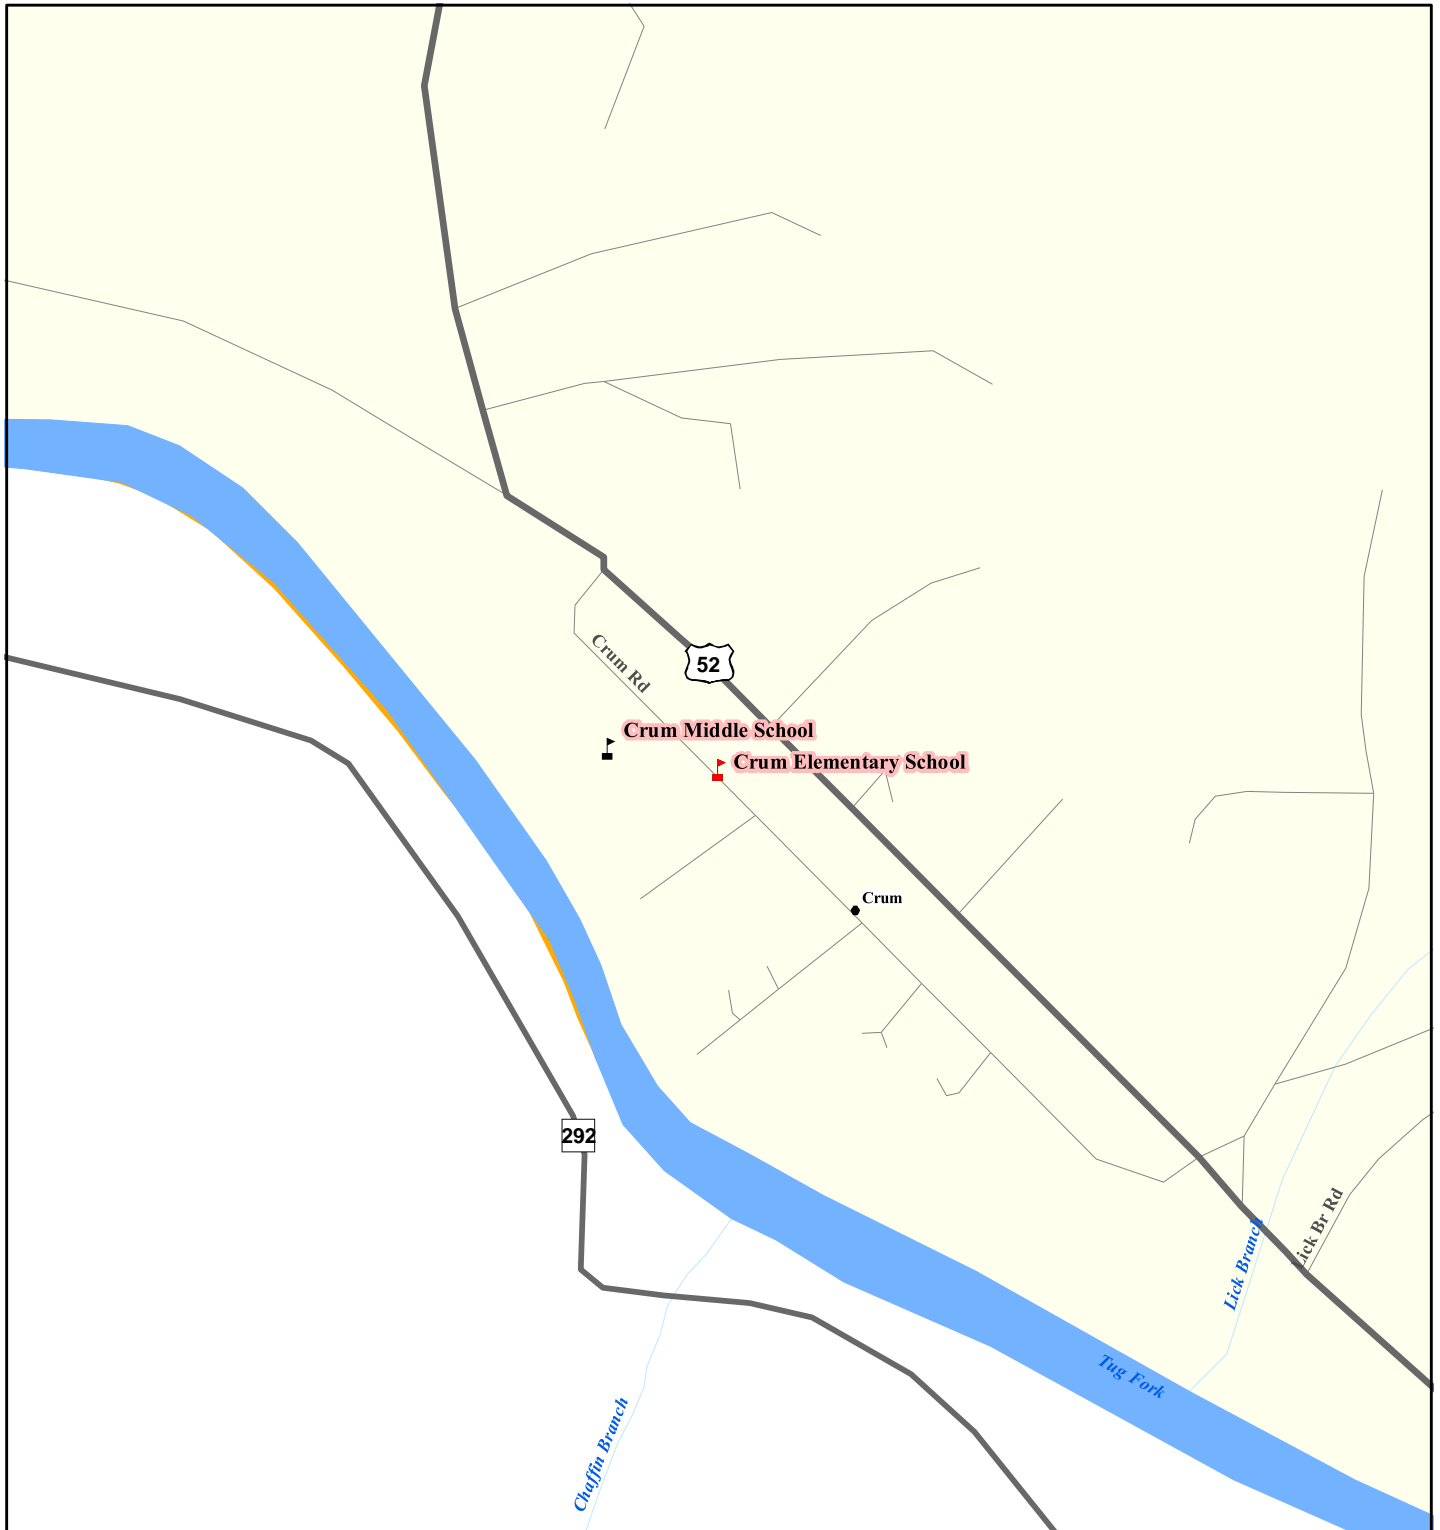 Crum Rd
52
Crum Middle School
Crum Elementary School
Crum
292
Lick Br Rd
Lick Branch
Tug Fork
Chaffin Branch